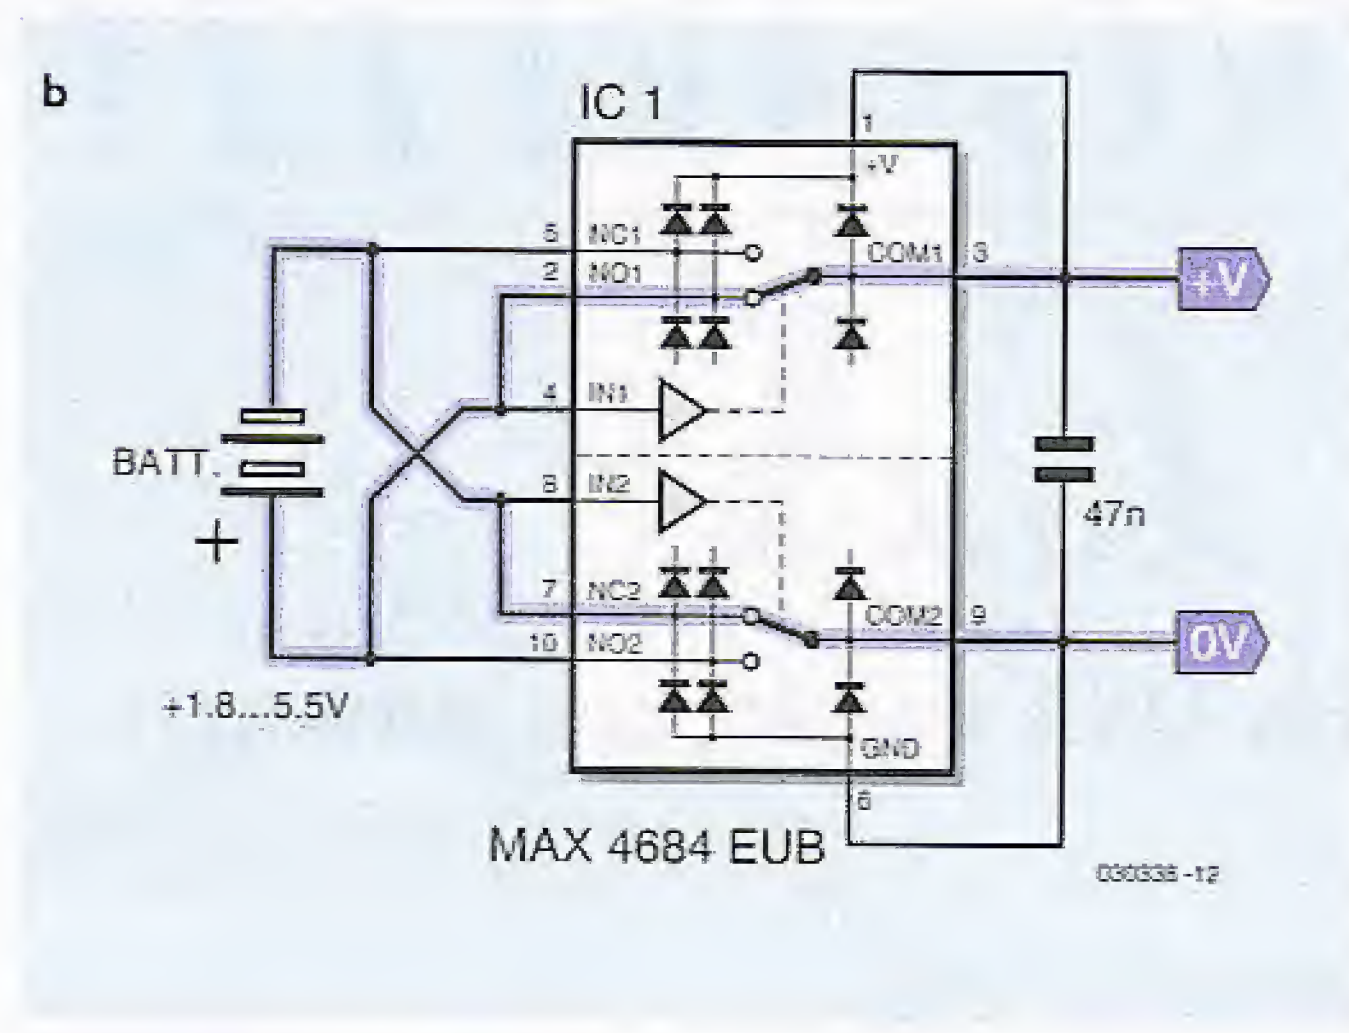 b
IC 1
1
+V
5
NC1
COM1
3
2
NO1
+V
4
IN1
BATT.
8
IN2
+
47n
7
NC2
COM2
9
10
NO2
0V
+1.8...5.5V
GND
6
MAX 4684 EUB